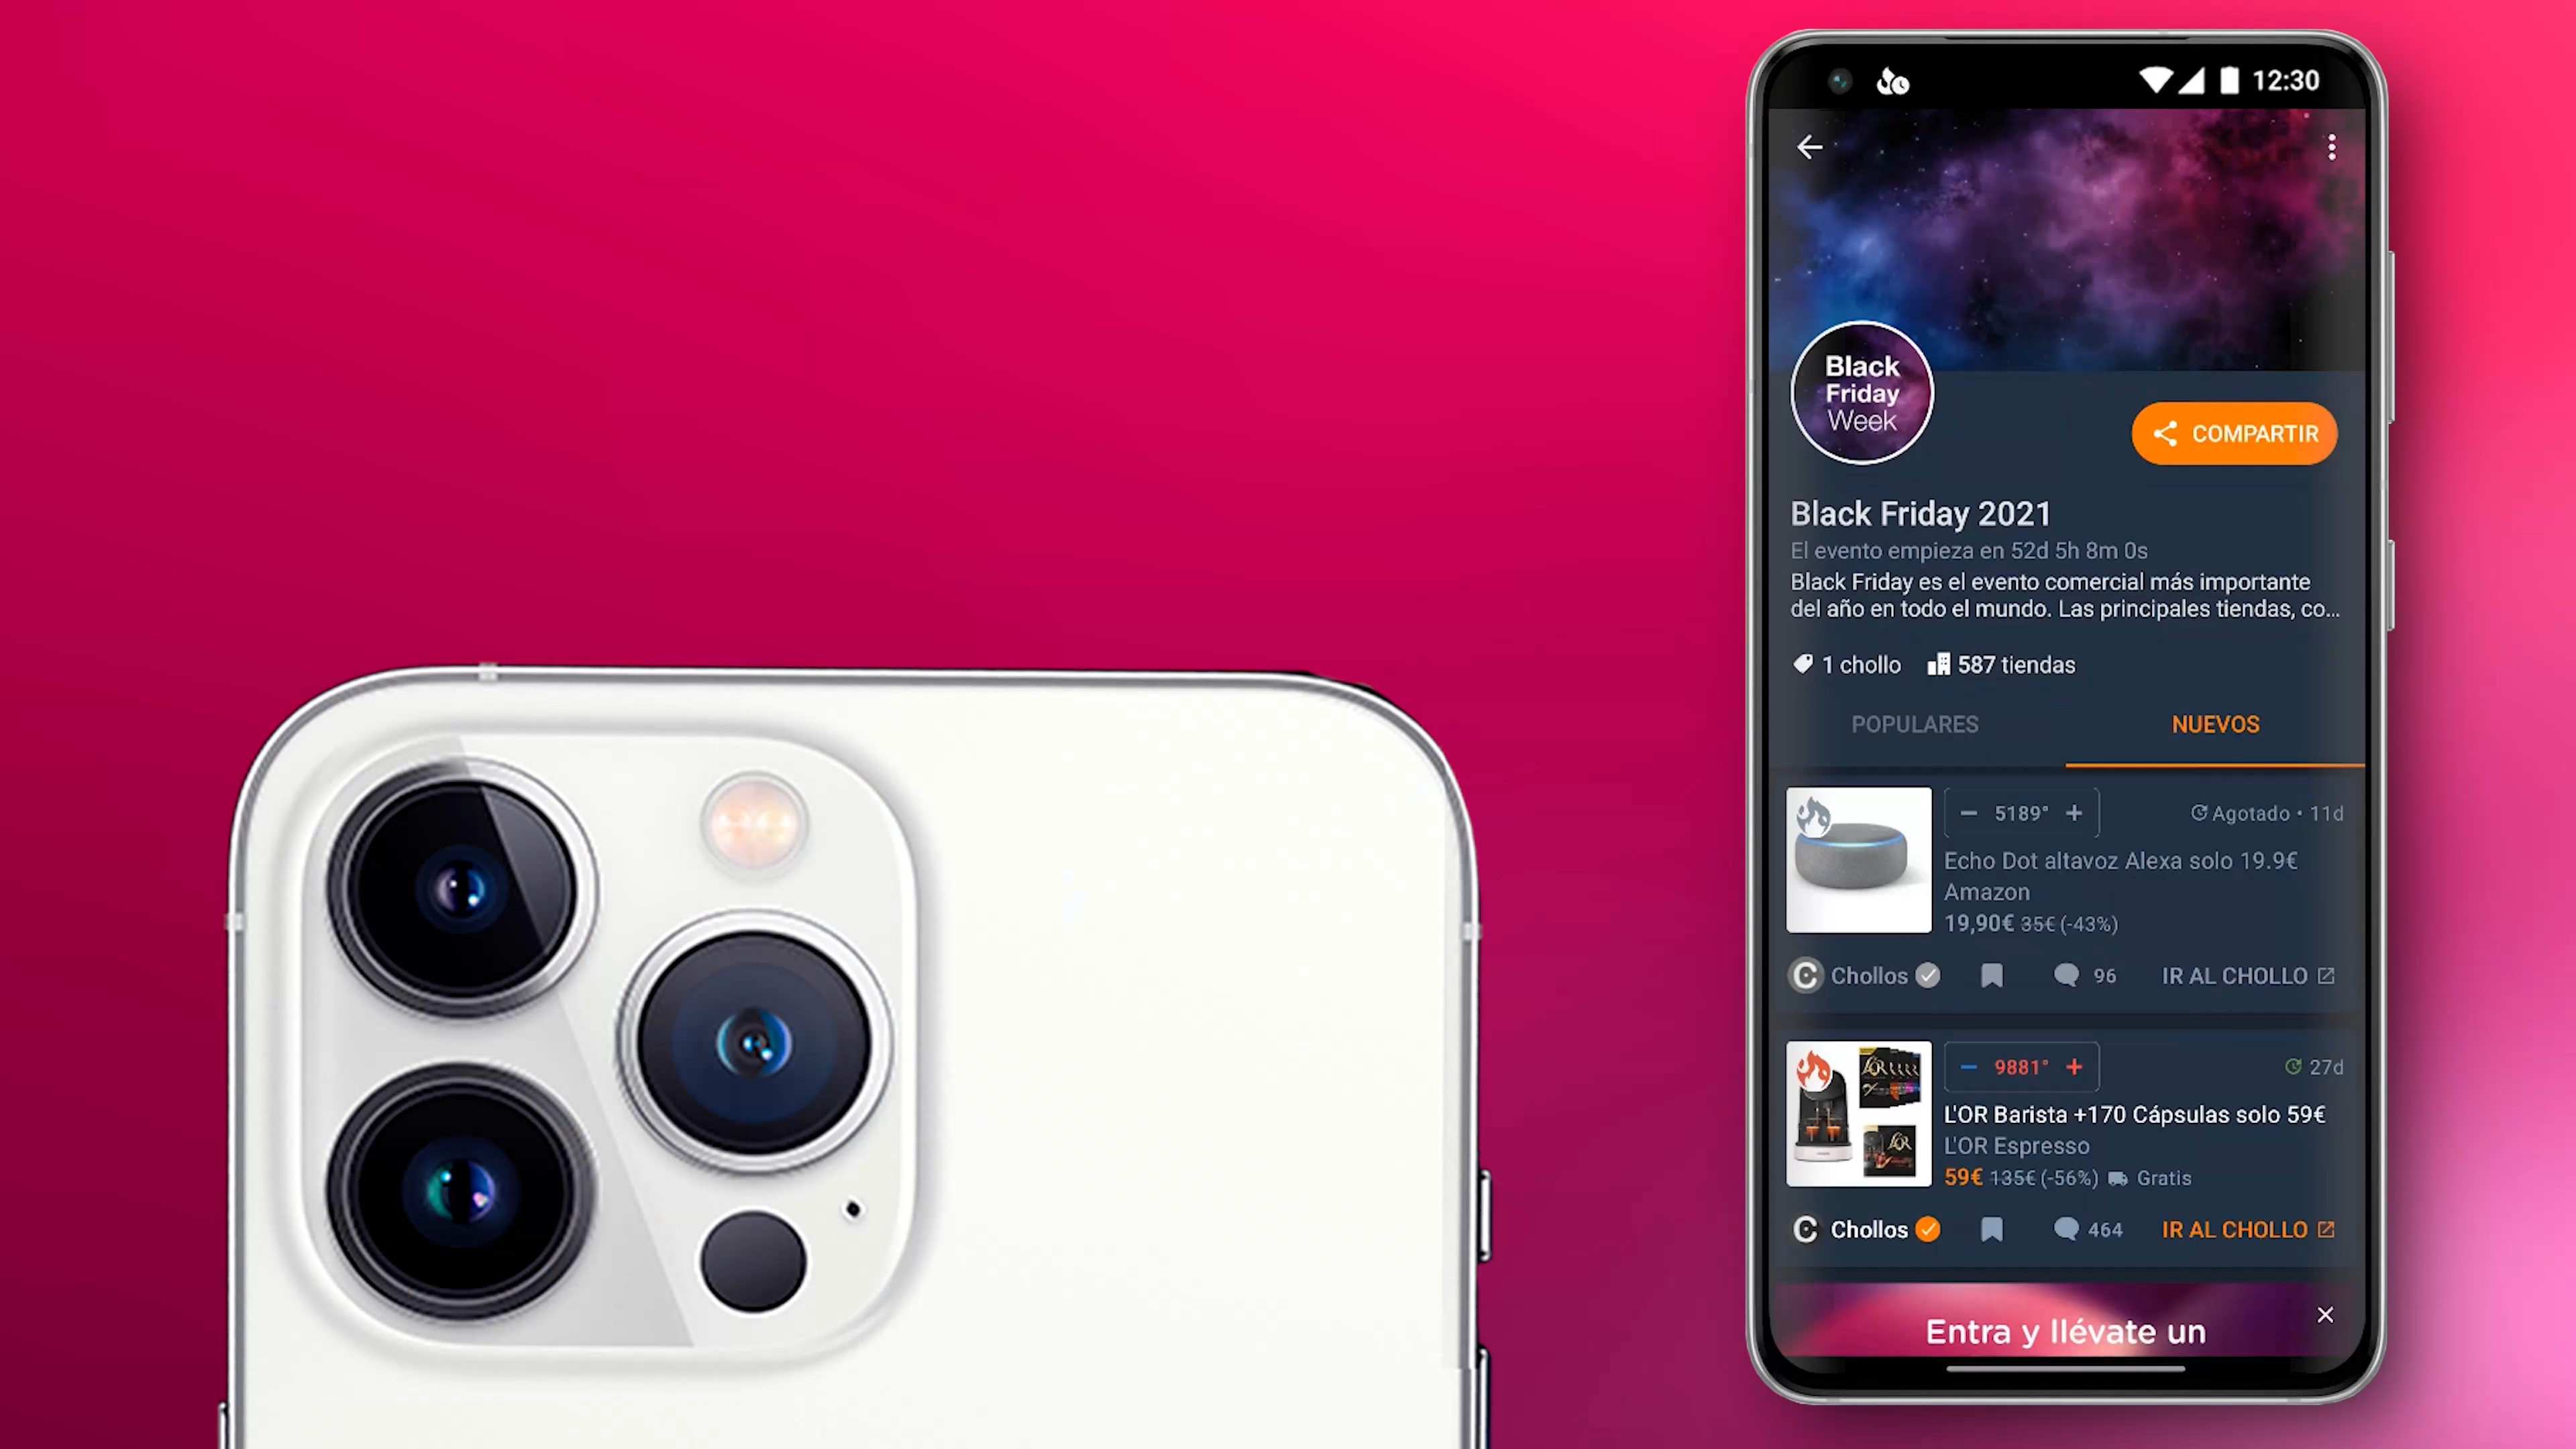 12:30
Black
Friday
Week
COMPARTIR
Black Friday 2021
El evento empieza en 52d 5h 8m 0s
Black Friday es el evento comercial más importante
del año en todo el mundo. Las principales tiendas, co...
1 chollo 587 tiendas
POPULARES NUEVOS
− 5189° + Agotado • 11d
Echo Dot altavoz Alexa solo 19.9€
Amazon
19,90€ 35€ (-43%)
Chollos 96 IR AL CHOLLO
− 9881° + 27d
L'OR Barista +170 Cápsulas solo 59€
L'OR Espresso
59€ 135€ (-56%) Gratis
Chollos 464 IR AL CHOLLO
Entra y llévate un